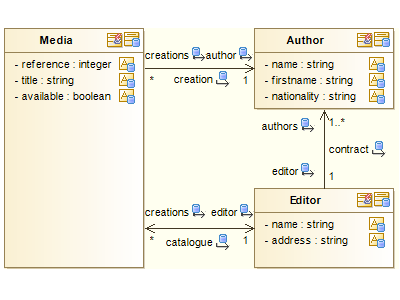 Media
- reference : integer
- title : string
- available : boolean
creations author
* creation 1
Author
- name : string
- firstname : string
- nationality : string
authors 1..*
contract
editor 1
creations editor
* catalogue 1
Editor
- name : string
- address : string